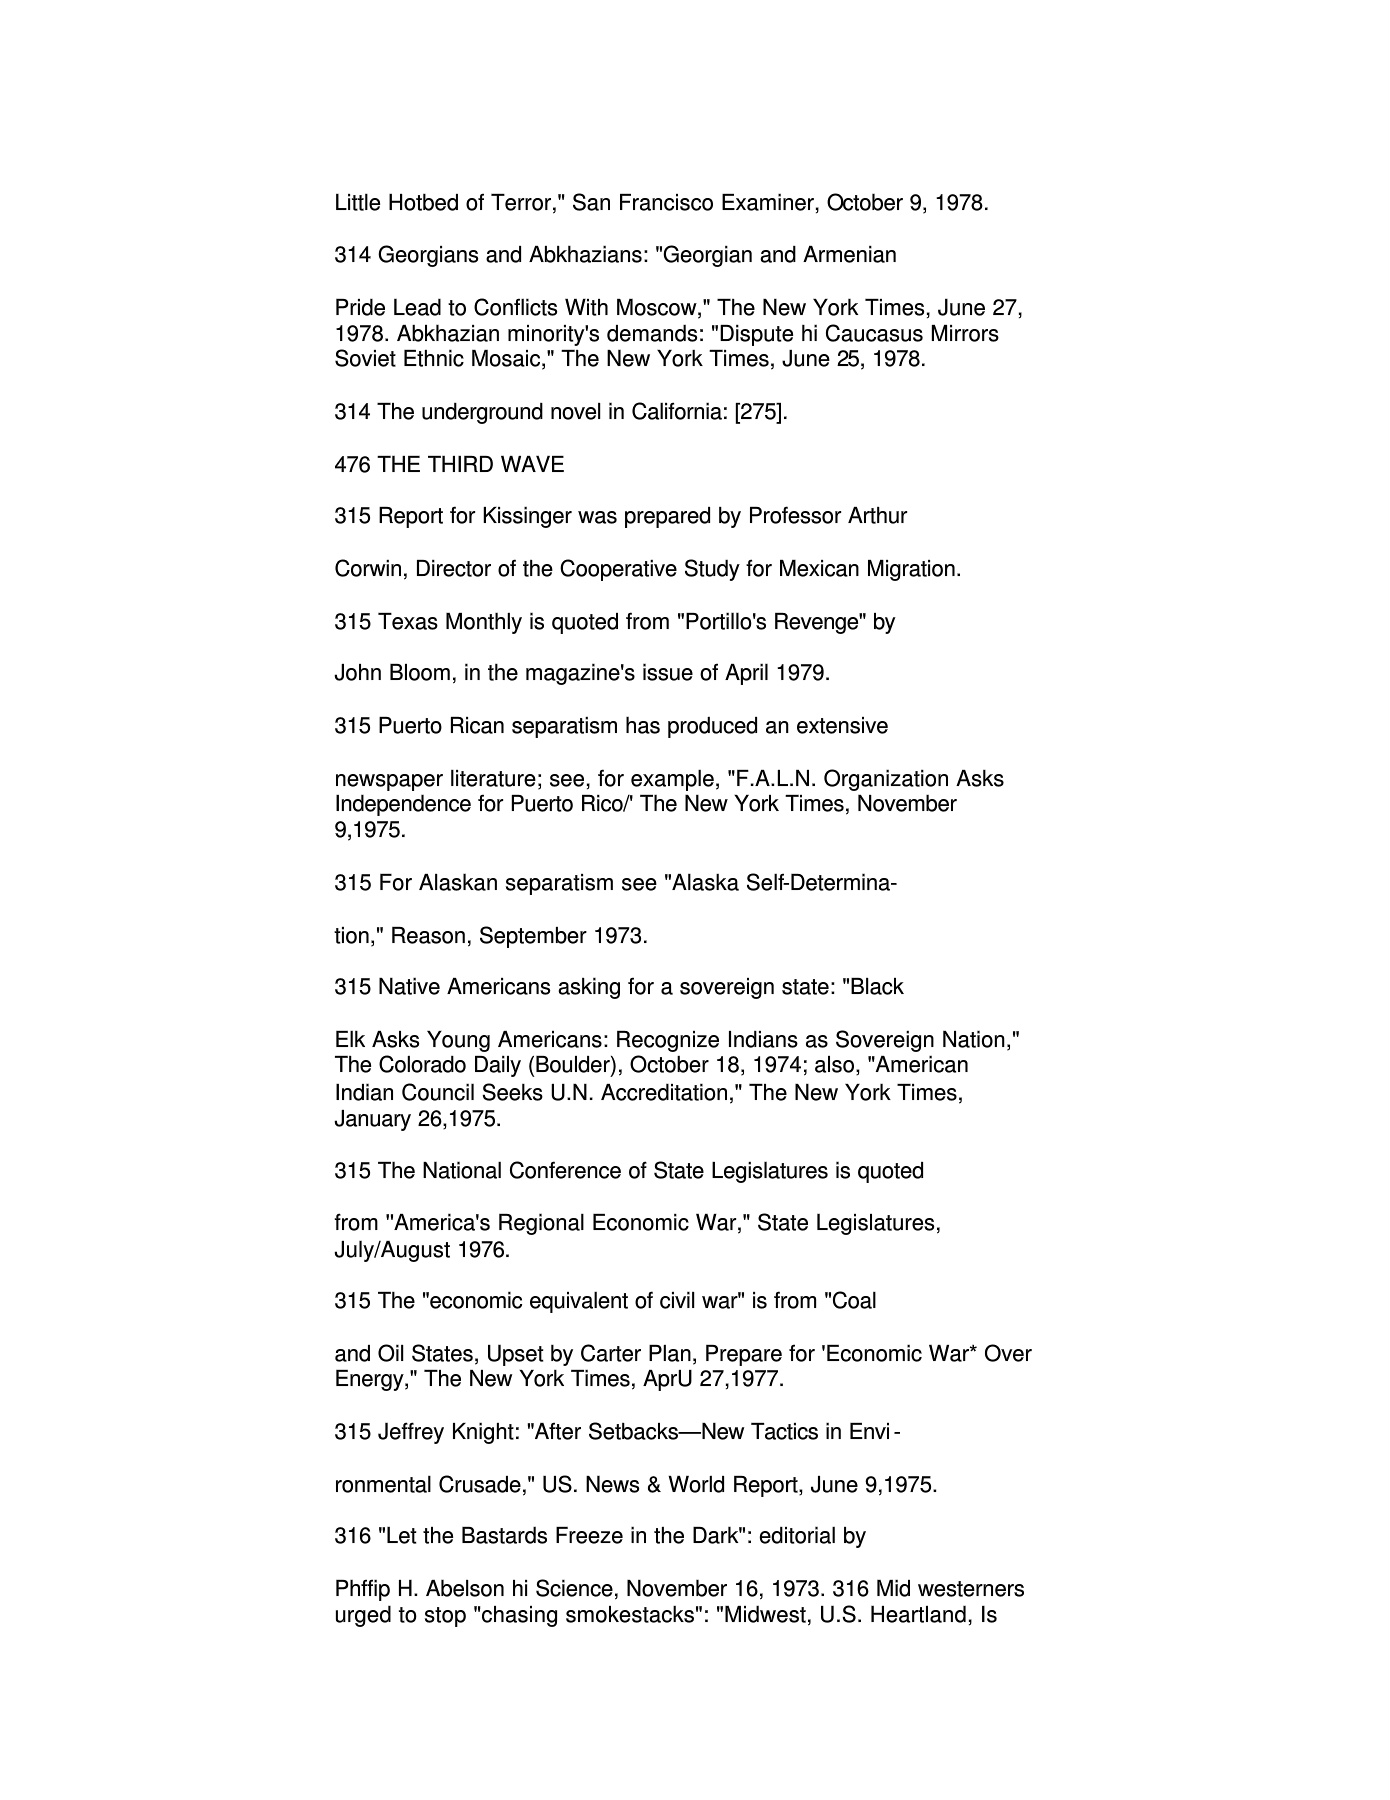 Little Hotbed of Terror," San Francisco Examiner, October 9, 1978.
314 Georgians and Abkhazians: "Georgian and Armenian
Pride Lead to Conflicts With Moscow," The New York Times, June 27,
1978. Abkhazian minority's demands: "Dispute hi Caucasus Mirrors
Soviet Ethnic Mosaic," The New York Times, June 25, 1978.
314 The underground novel in California: [275].
476 THE THIRD WAVE
315 Report for Kissinger was prepared by Professor Arthur
Corwin, Director of the Cooperative Study for Mexican Migration.
315 Texas Monthly is quoted from "Portillo's Revenge" by
John Bloom, in the magazine's issue of April 1979.
315 Puerto Rican separatism has produced an extensive
newspaper literature; see, for example, "F.A.L.N. Organization Asks
Independence for Puerto Rico/' The New York Times, November
9,1975.
315 For Alaskan separatism see "Alaska Self-Determina-
tion," Reason, September 1973.
315 Native Americans asking for a sovereign state: "Black
Elk Asks Young Americans: Recognize Indians as Sovereign Nation,"
The Colorado Daily (Boulder), October 18, 1974; also, "American
Indian Council Seeks U.N. Accreditation," The New York Times,
January 26,1975.
315 The National Conference of State Legislatures is quoted
from "America's Regional Economic War," State Legislatures,
July/August 1976.
315 The "economic equivalent of civil war" is from "Coal
and Oil States, Upset by Carter Plan, Prepare for 'Economic War* Over
Energy," The New York Times, AprU 27,1977.
315 Jeffrey Knight: "After Setbacks—New Tactics in Envi-
ronmental Crusade," US. News & World Report, June 9,1975.
316 "Let the Bastards Freeze in the Dark": editorial by
Phffip H. Abelson hi Science, November 16, 1973. 316 Mid westerners
urged to stop "chasing smokestacks": "Midwest, U.S. Heartland, Is